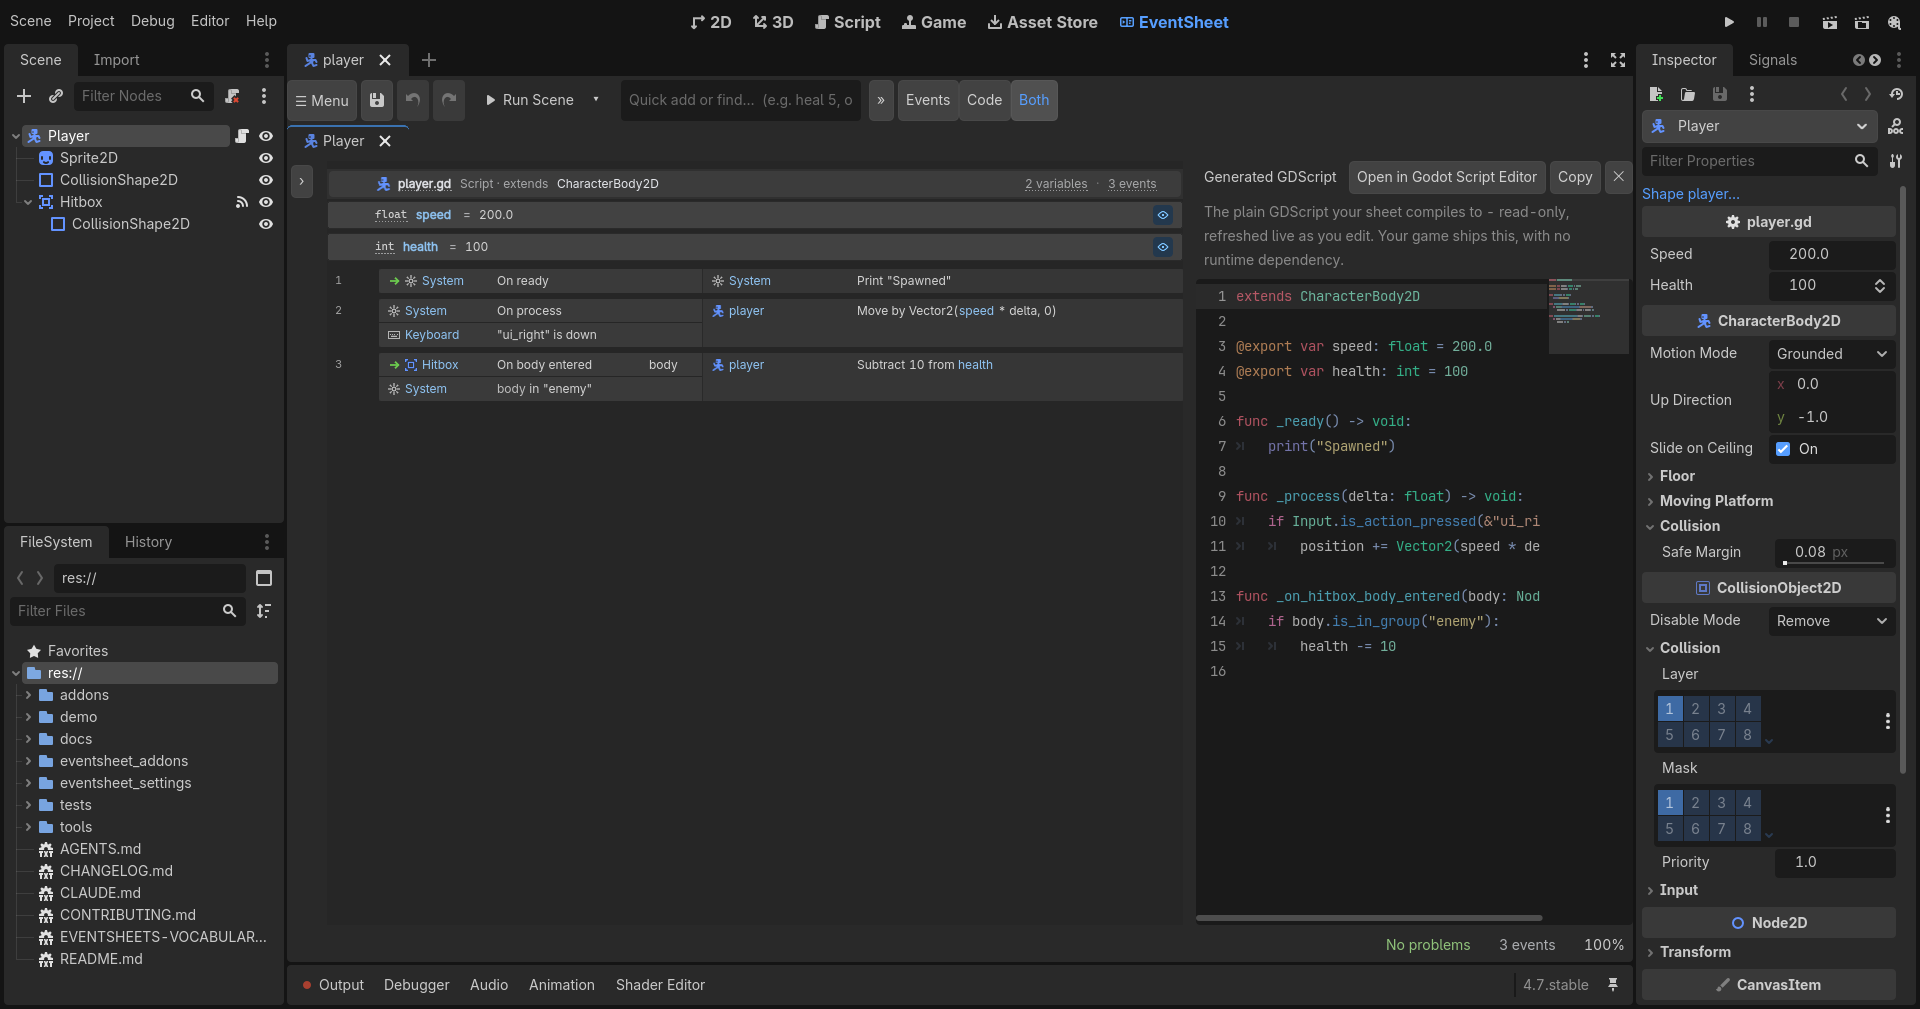 Scene Project Debug Editor Help
2D 3D Script Game Asset Store EventSheet
Scene Import
Filter Nodes
Player
Sprite2D
CollisionShape2D
Hitbox
CollisionShape2D
FileSystem History
res://
Filter Files
Favorites
res://
addons
demo
docs
eventsheet_addons
eventsheet_settings
tests
tools
AGENTS.md
CHANGELOG.md
CLAUDE.md
CONTRIBUTING.md
EVENTSHEETS-VOCABULAR...
README.md
player
Menu Run Scene Quick add or find... (e.g. heal 5, o » Events Code Both
Player
player.gd Script · extends CharacterBody2D 2 variables · 3 events
float speed = 200.0
int health = 100
1 System On ready System Print "Spawned"
2 System On process player Move by Vector2(speed * delta, 0)
Keyboard "ui_right" is down
3 Hitbox On body entered body player Subtract 10 from health
System body in "enemy"
Generated GDScript Open in Godot Script Editor Copy
The plain GDScript your sheet compiles to - read-only,
refreshed live as you edit. Your game ships this, with no
runtime dependency.
1 extends CharacterBody2D
2
3 @export var speed: float = 200.0
4 @export var health: int = 100
5
6 func _ready() -> void:
7 print("Spawned")
8
9 func _process(delta: float) -> void:
10 if Input.is_action_pressed(&"ui_ri
11 position += Vector2(speed * de
12
13 func _on_hitbox_body_entered(body: Nod
14 if body.is_in_group("enemy"):
15 health -= 10
16
No problems 3 events 100%
Output Debugger Audio Animation Shader Editor 4.7.stable
Inspector Signals
Player
DOC
Filter Properties
Shape player...
player.gd
Speed 200.0
Health 100
CharacterBody2D
Motion Mode Grounded
Up Direction x 0.0
y -1.0
Slide on Ceiling On
Floor
Moving Platform
Collision
Safe Margin 0.08 px
CollisionObject2D
Disable Mode Remove
Collision
Layer
1 2 3 4
5 6 7 8
Mask
1 2 3 4
5 6 7 8
Priority 1.0
Input
Node2D
Transform
CanvasItem